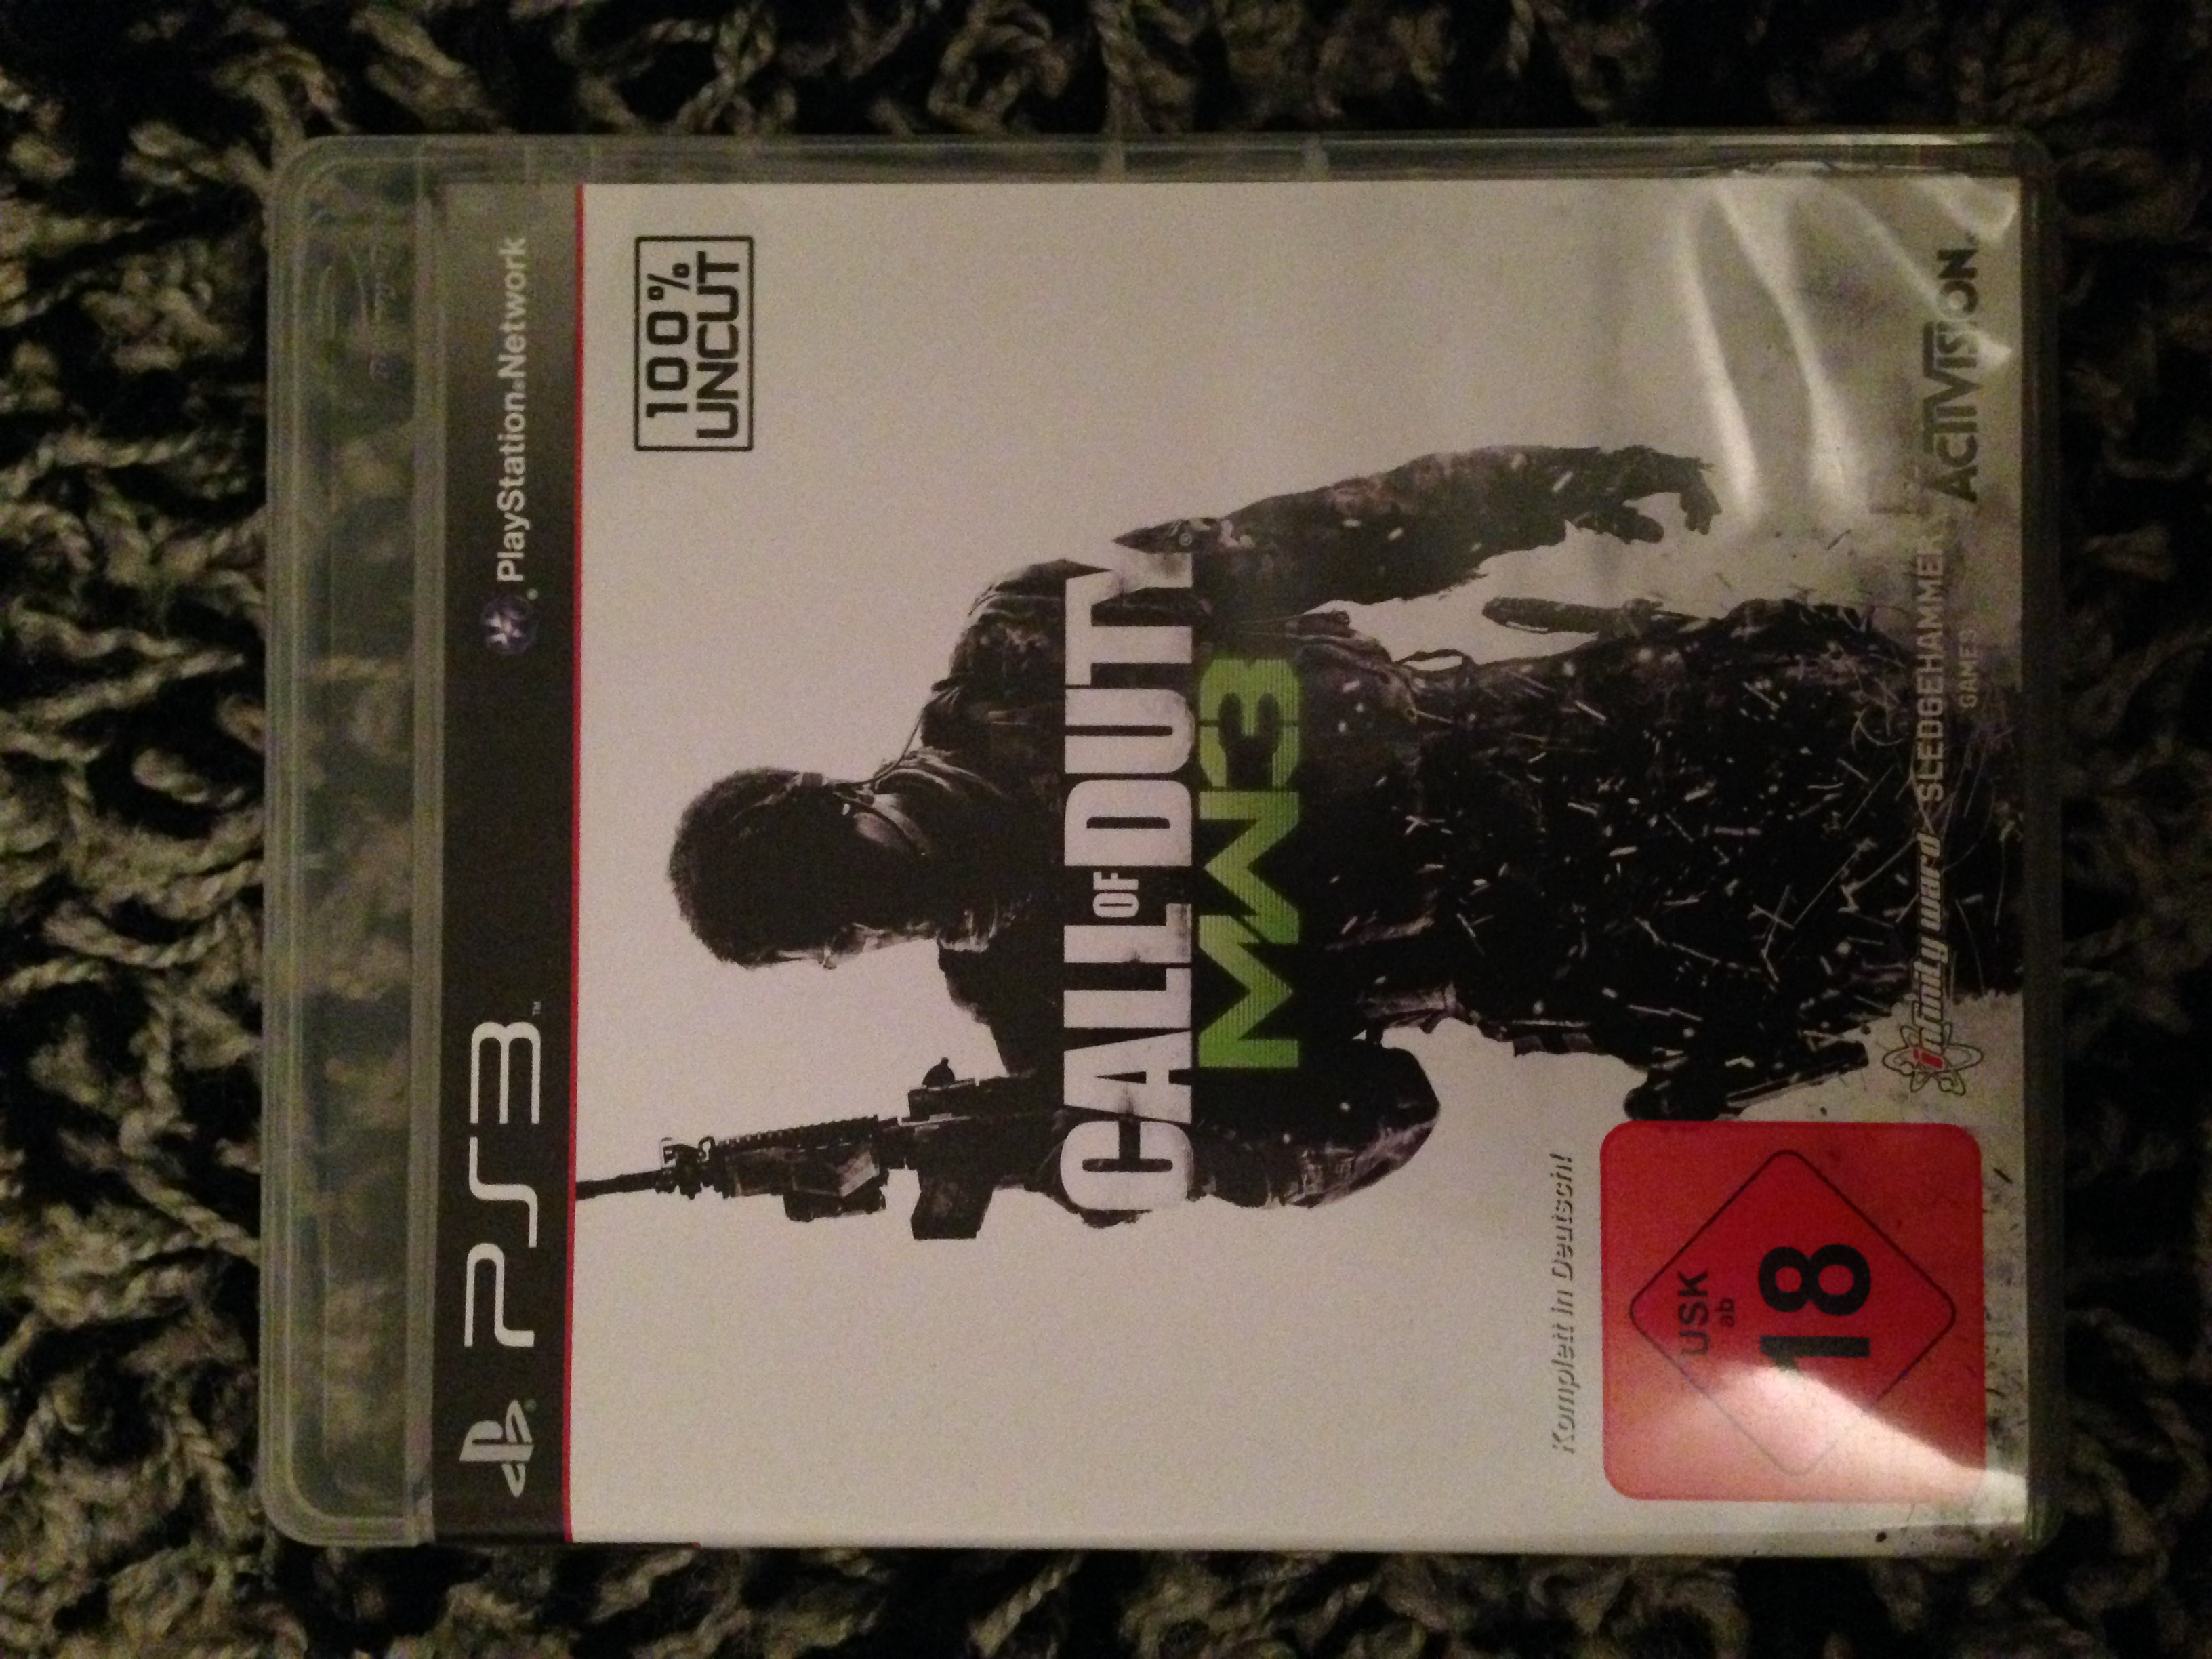 PS3™
PlayStation®Network
100%
UNCUT
CALL OF DUTY
MW3
Komplett in Deutsch!
USK
ab
18
infinity ward
SLEDGEHAMMER
GAMES
ACTIVISION